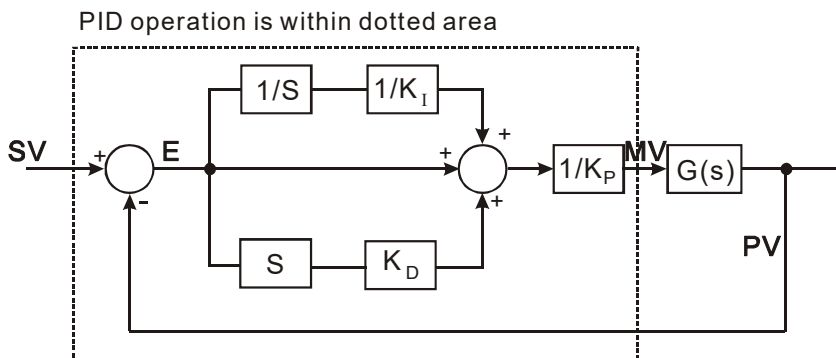 PID operation is within dotted area
1/S
1/K_I
+
SV
+
E
+
1/K_P
MV
G(s)
-
+
S
K_D
PV